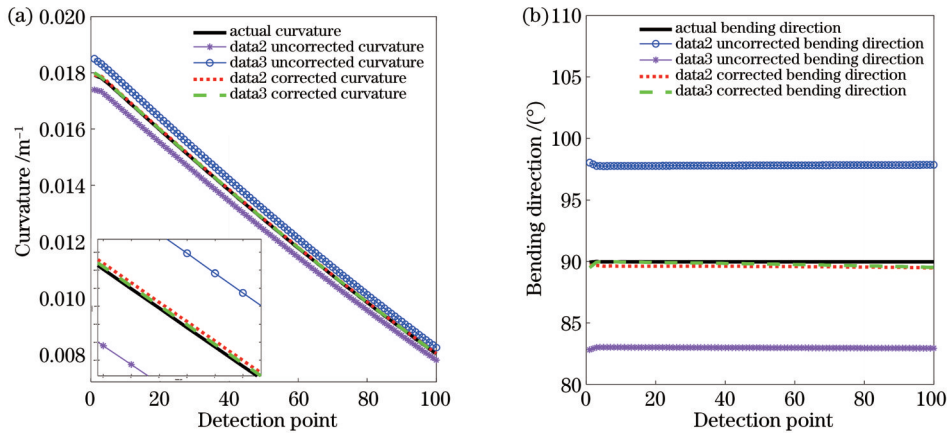 (a)
0.020
0.018
0.016
0.014
0.012
0.010
0.008
Curvature /m⁻¹
actual curvature
data2 uncorrected curvature
data3 uncorrected curvature
data2 corrected curvature
data3 corrected curvature
0 20 40 60 80 100
Detection point
(b)
110
105
100
95
90
85
80
Bending direction /(°)
actual bending direction
data2 uncorrected bending direction
data3 uncorrected bending direction
data2 corrected bending direction
data3 corrected bending direction
0 20 40 60 80 100
Detection point